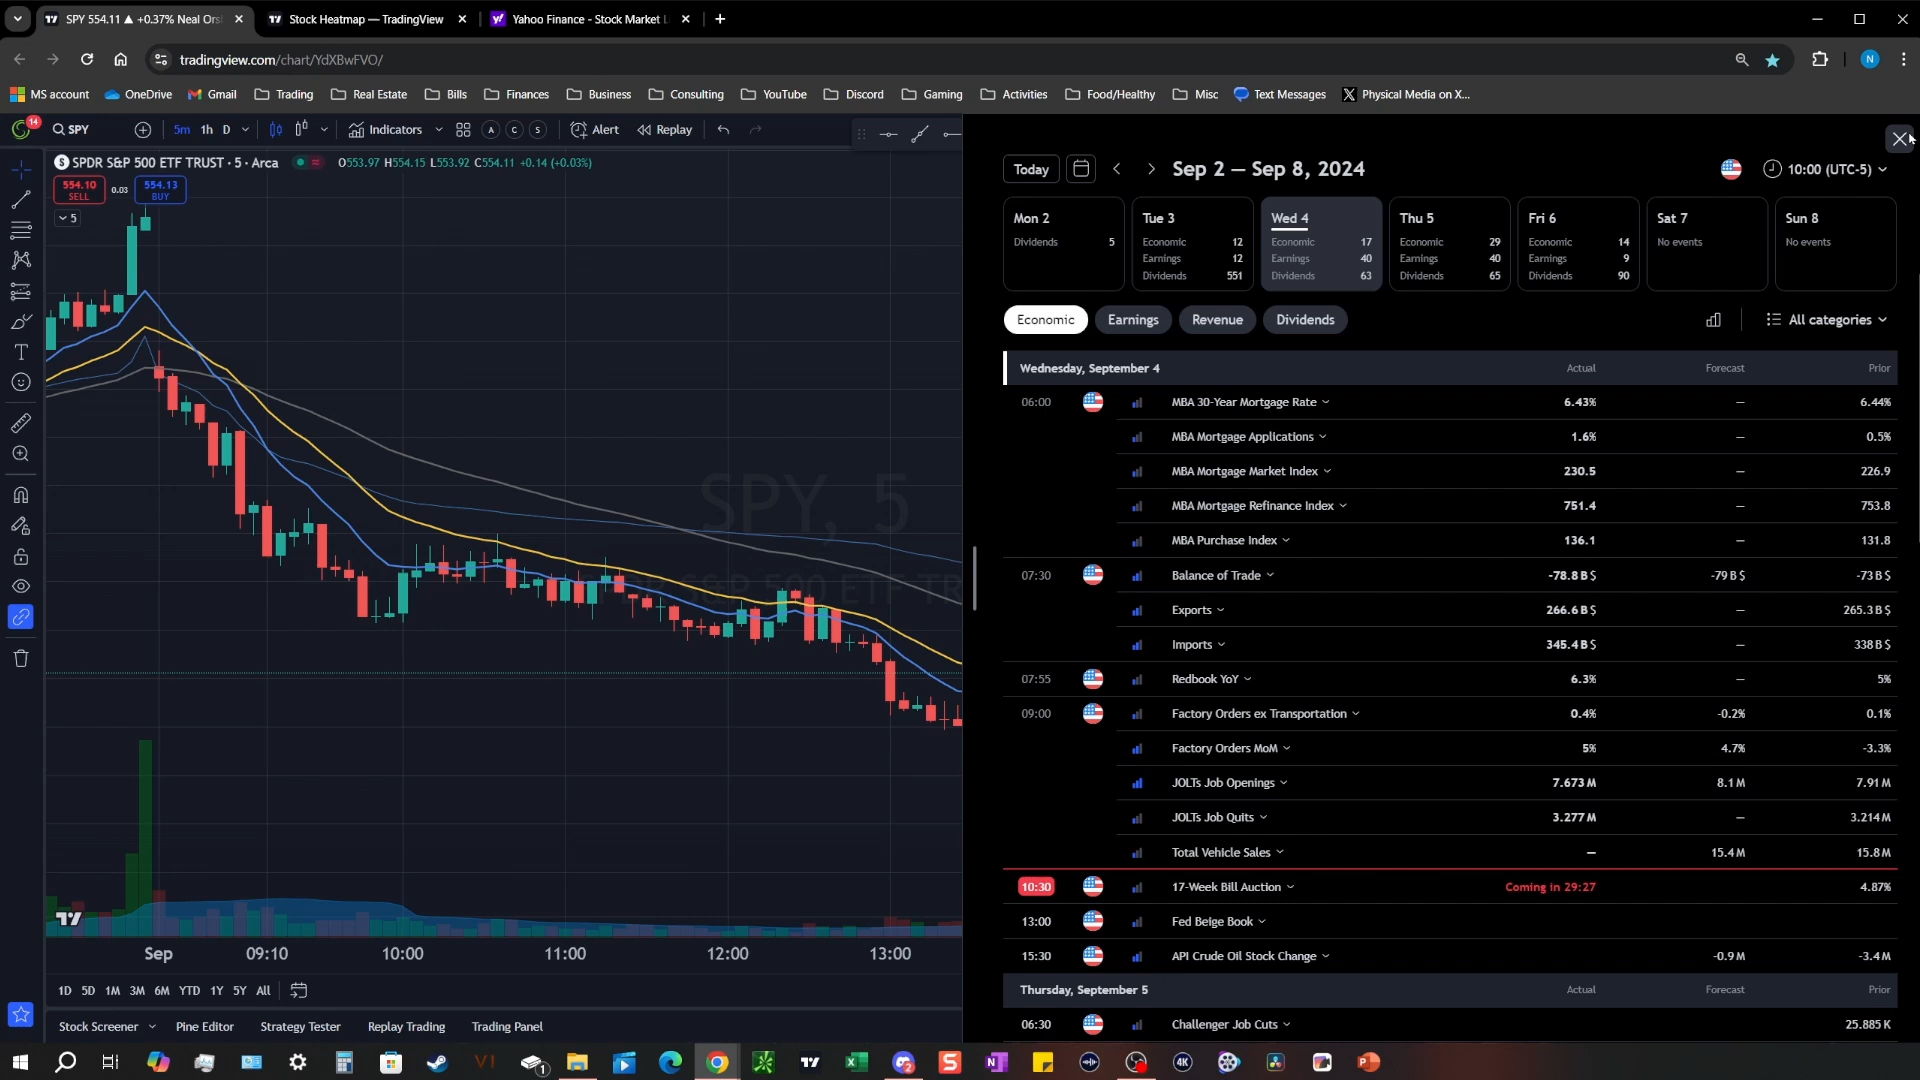 SPY 554.11 ▲ +0.37% Neal Ors
Stock Heatmap — TradingView
Yahoo Finance - Stock Market
tradingview.com/chart/YdXBwFVO/
N
MS account
OneDrive
Gmail
Trading
Real Estate
Bills
Finances
Business
Consulting
YouTube
Discord
Gaming
Activities
Food/Healthy
Misc
Text Messages
Physical Media on X...
14
SPY
5m
1h
D
Indicators
A
C
S
Alert
Replay
S SPDR S&P 500 ETF TRUST · 5 · Arca
O553.97 H554.15 L553.92 C554.11 +0.14 (+0.03%)
554.10
SELL
0.03
554.13
BUY
5
SPY, 5
Sep
09:10
10:00
11:00
12:00
13:00
1D 5D 1M 3M 6M YTD 1Y 5Y All
Stock Screener
Pine Editor
Strategy Tester
Replay Trading
Trading Panel
Today
Sep 2 — Sep 8, 2024
10:00 (UTC-5)
Mon 2
Dividends 5
Tue 3
Economic 12
Earnings 12
Dividends 551
Wed 4
Economic 17
Earnings 40
Dividends 63
Thu 5
Economic 29
Earnings 40
Dividends 65
Fri 6
Economic 14
Earnings 9
Dividends 90
Sat 7
No events
Sun 8
No events
Economic
Earnings
Revenue
Dividends
All categories
Wednesday, September 4 Actual Forecast Prior
06:00 MBA 30-Year Mortgage Rate 6.43% — 6.44%
MBA Mortgage Applications 1.6% — 0.5%
MBA Mortgage Market Index 230.5 — 226.9
MBA Mortgage Refinance Index 751.4 — 753.8
MBA Purchase Index 136.1 — 131.8
07:30 Balance of Trade -78.8 B $ -79 B $ -73 B $
Exports 266.6 B $ — 265.3 B $
Imports 345.4 B $ — 338 B $
07:55 Redbook YoY 6.3% — 5%
09:00 Factory Orders ex Transportation 0.4% -0.2% 0.1%
Factory Orders MoM 5% 4.7% -3.3%
JOLTs Job Openings 7.673 M 8.1 M 7.91 M
JOLTs Job Quits 3.277 M — 3.214 M
Total Vehicle Sales — 15.4 M 15.8 M
10:30 17-Week Bill Auction Coming in 29:27 4.87%
13:00 Fed Beige Book
15:30 API Crude Oil Stock Change -0.9 M -3.4 M
Thursday, September 5 Actual Forecast Prior
06:30 Challenger Job Cuts 25.885 K